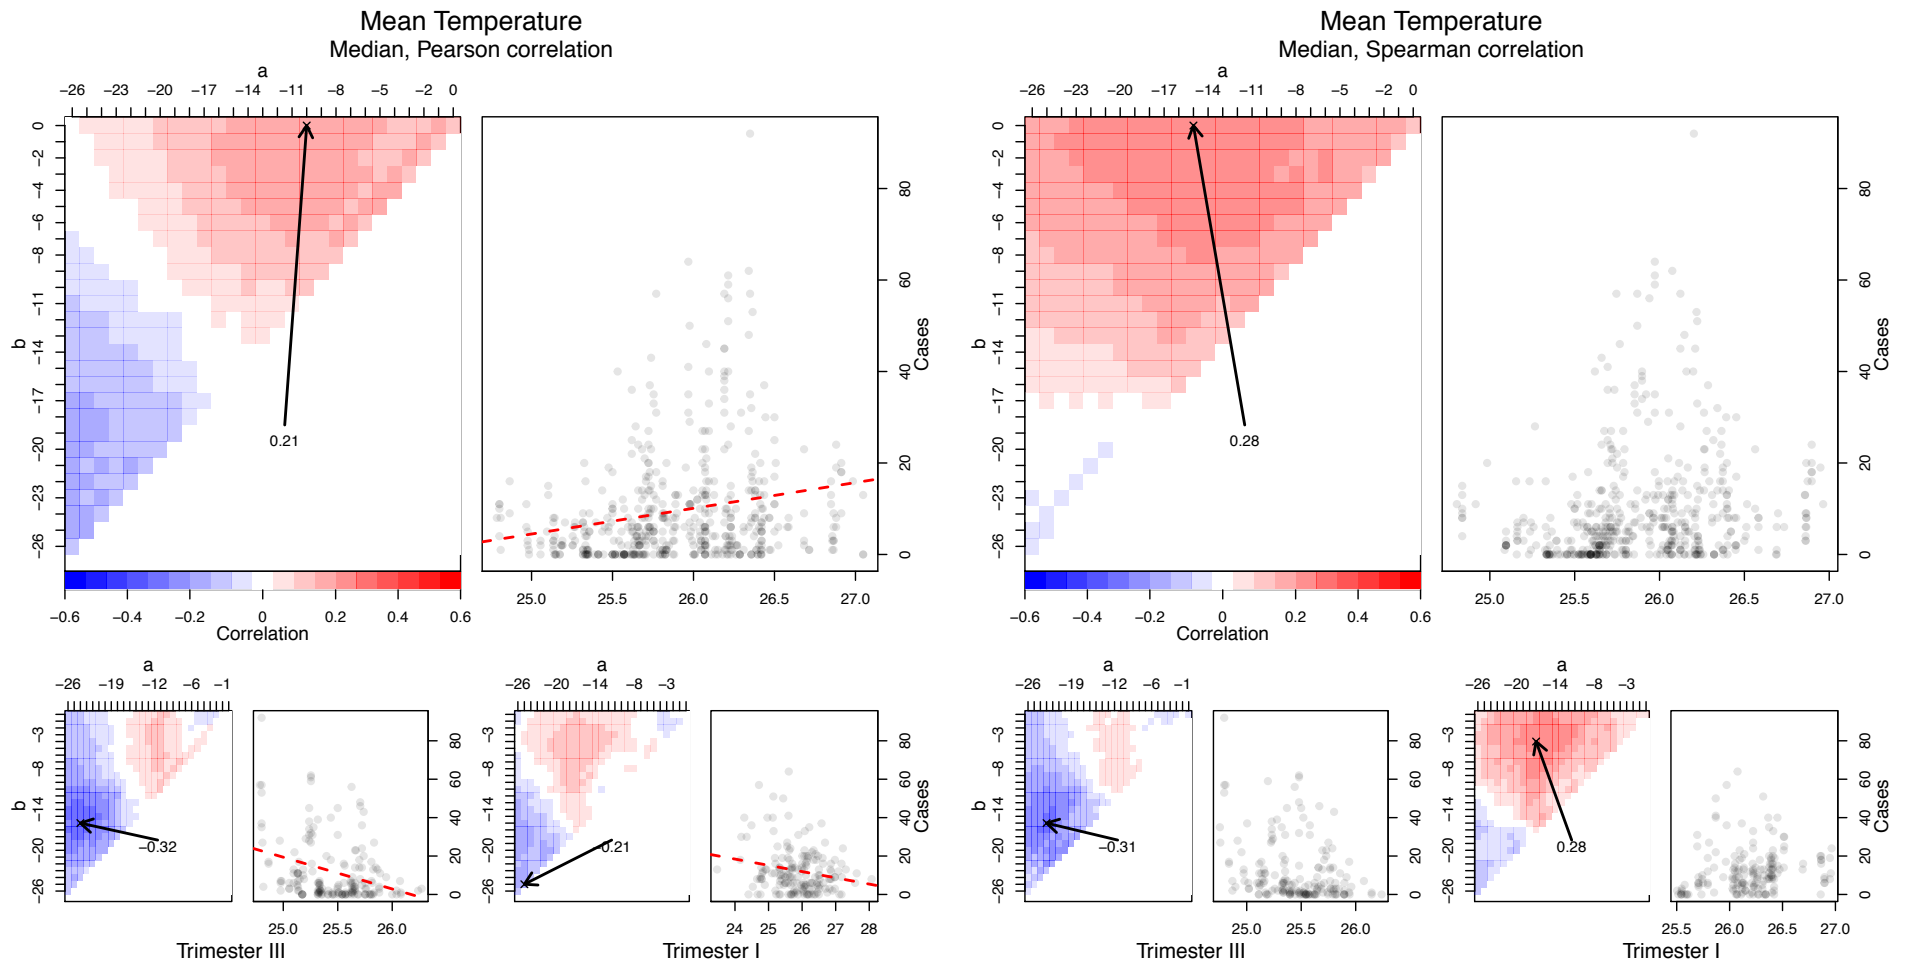 Mean Temperature
Median, Pearson correlation
a
−26 −23 −20 −17 −14 −11 −8 −5 −2 0
b
0 −2 −4 −6 −8 −11 −14 −17 −20 −23 −26
0.21
−0.6 −0.4 −0.2 0 0.2 0.4 0.6
Correlation
80 60 40 20 0
Cases
25.0 25.5 26.0 26.5 27.0
Mean Temperature
Median, Spearman correlation
a
−26 −23 −20 −17 −14 −11 −8 −5 −2 0
b
0 −2 −4 −6 −8 −11 −14 −17 −20 −23 −26
0.28
−0.6 −0.4 −0.2 0 0.2 0.4 0.6
Correlation
80 60 40 20 0
Cases
25.0 25.5 26.0 26.5 27.0
a
−26 −19 −12 −6 −1
b
−3 −8 −14 −20 −26
−0.32
80 60 40 20 0
25.0 25.5 26.0
Trimester III
a
−26 −20 −14 −8 −3
−3 −8 −14 −20 −26
−0.21
80 60 40 20 0
Cases
24 25 26 27 28
Trimester I
a
−26 −19 −12 −6 −1
b
−3 −8 −14 −20 −26
−0.31
80 60 40 20 0
25.0 25.5 26.0
Trimester III
a
−26 −20 −14 −8 −3
−3 −8 −14 −20 −26
0.28
80 60 40 20 0
Cases
25.5 26.0 26.5 27.0
Trimester I